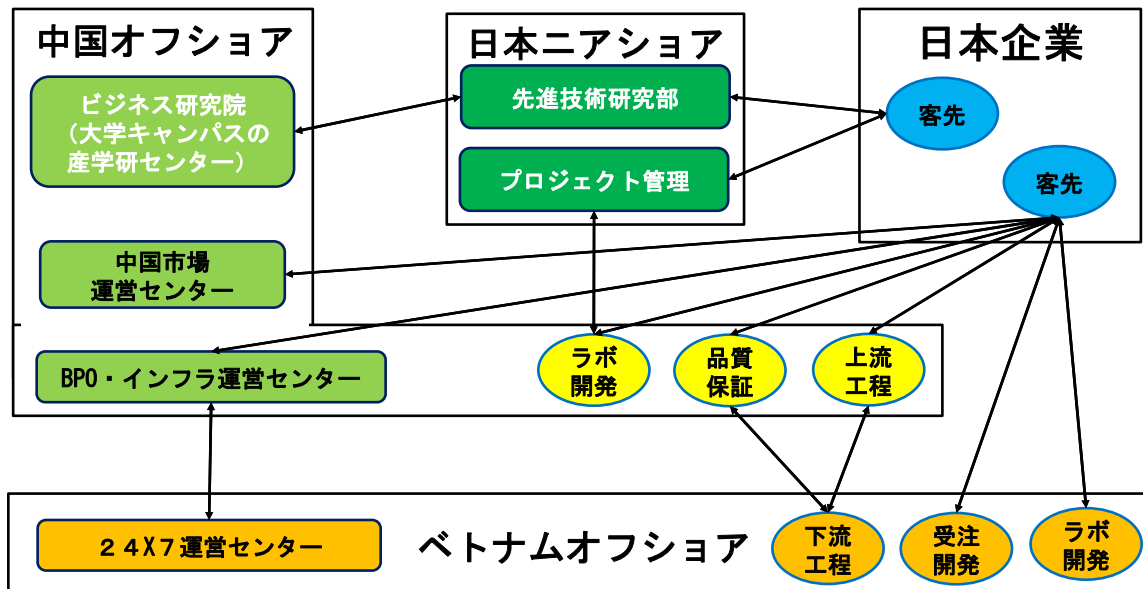 中国オフショア
ビジネス研究院
（大学キャンパスの
産学研センター）
中国市場
運営センター
日本ニアショア
先進技術研究部
プロジェクト管理
日本企業
客先
客先
BPO・インフラ運営センター
ラボ
開発
品質
保証
上流
工程
２４X７運営センター
ベトナムオフショア
下流
工程
受注
開発
ラボ
開発